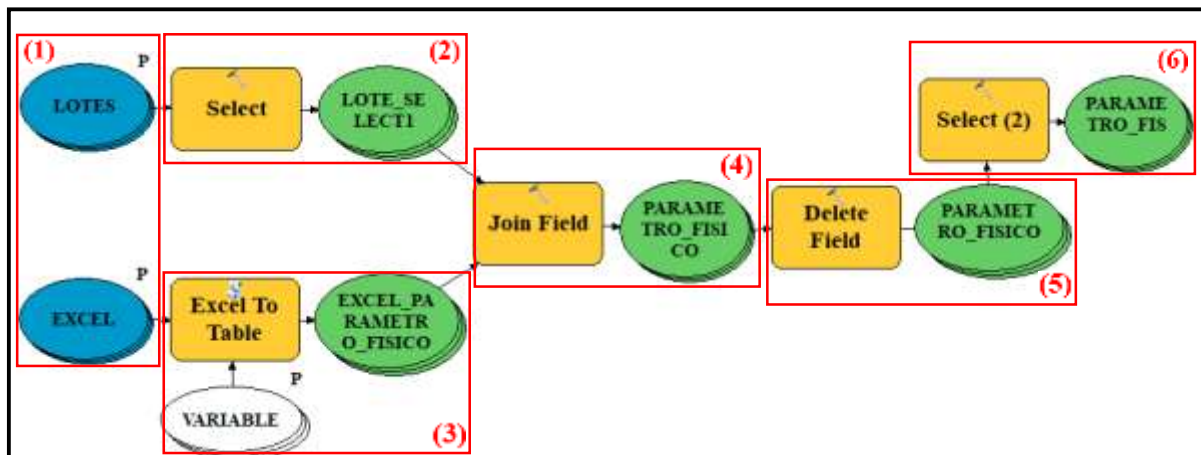 (1)
P
LOTES
P
EXCEL
(2)
Select
LOTE_SE
LECT1
Excel To
Table
EXCEL_PA
RAMETR
O_FISICO
P
VARIABLE
(3)
(4)
Join Field
PARAME
TRO_FISI
CO
Delete
Field
PARAMET
RO_FISICO
(5)
(6)
Select (2)
PARAME
TRO_FIS